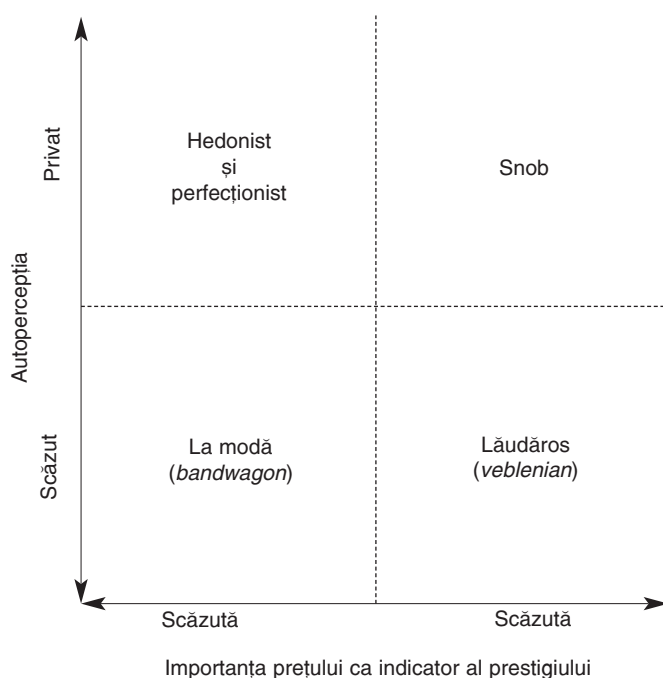 Privat
Hedonist
și
perfecționist
Snob
Autopercepția
Scăzut
La modă
(bandwagon)
Lăudăros
(veblenian)
Scăzută
Scăzută
Importanța prețului ca indicator al prestigiului